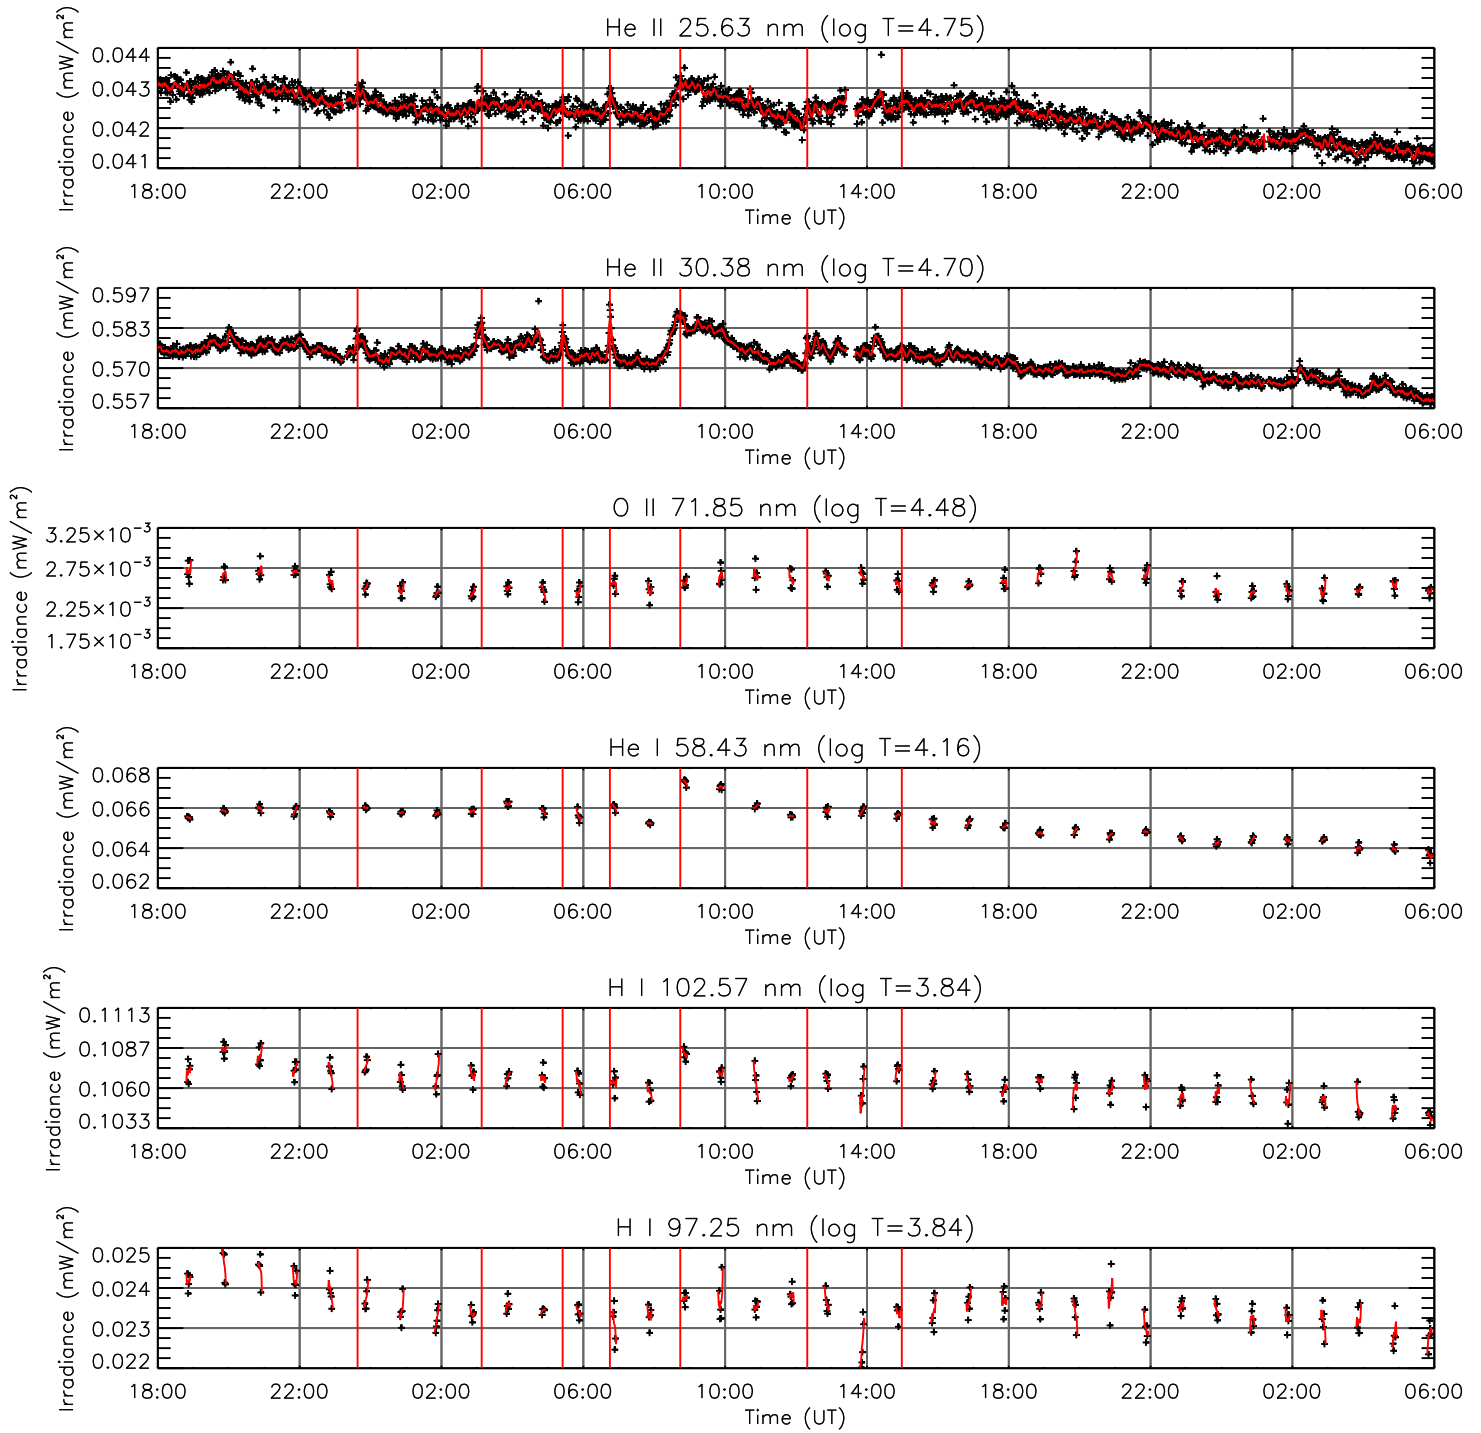 He II 25.63 nm (log T=4.75)
Irradiance (mW/m²)
0.044
0.043
0.042
0.041
18:00 22:00 02:00 06:00 10:00 14:00 18:00 22:00 02:00 06:00
Time (UT)
He II 30.38 nm (log T=4.70)
Irradiance (mW/m²)
0.597
0.583
0.570
0.557
18:00 22:00 02:00 06:00 10:00 14:00 18:00 22:00 02:00 06:00
Time (UT)
O II 71.85 nm (log T=4.48)
Irradiance (mW/m²)
3.25×10⁻³
2.75×10⁻³
2.25×10⁻³
1.75×10⁻³
18:00 22:00 02:00 06:00 10:00 14:00 18:00 22:00 02:00 06:00
Time (UT)
He I 58.43 nm (log T=4.16)
Irradiance (mW/m²)
0.068
0.066
0.064
0.062
18:00 22:00 02:00 06:00 10:00 14:00 18:00 22:00 02:00 06:00
Time (UT)
H I 102.57 nm (log T=3.84)
Irradiance (mW/m²)
0.1113
0.1087
0.1060
0.1033
18:00 22:00 02:00 06:00 10:00 14:00 18:00 22:00 02:00 06:00
Time (UT)
H I 97.25 nm (log T=3.84)
Irradiance (mW/m²)
0.025
0.024
0.023
0.022
18:00 22:00 02:00 06:00 10:00 14:00 18:00 22:00 02:00 06:00
Time (UT)